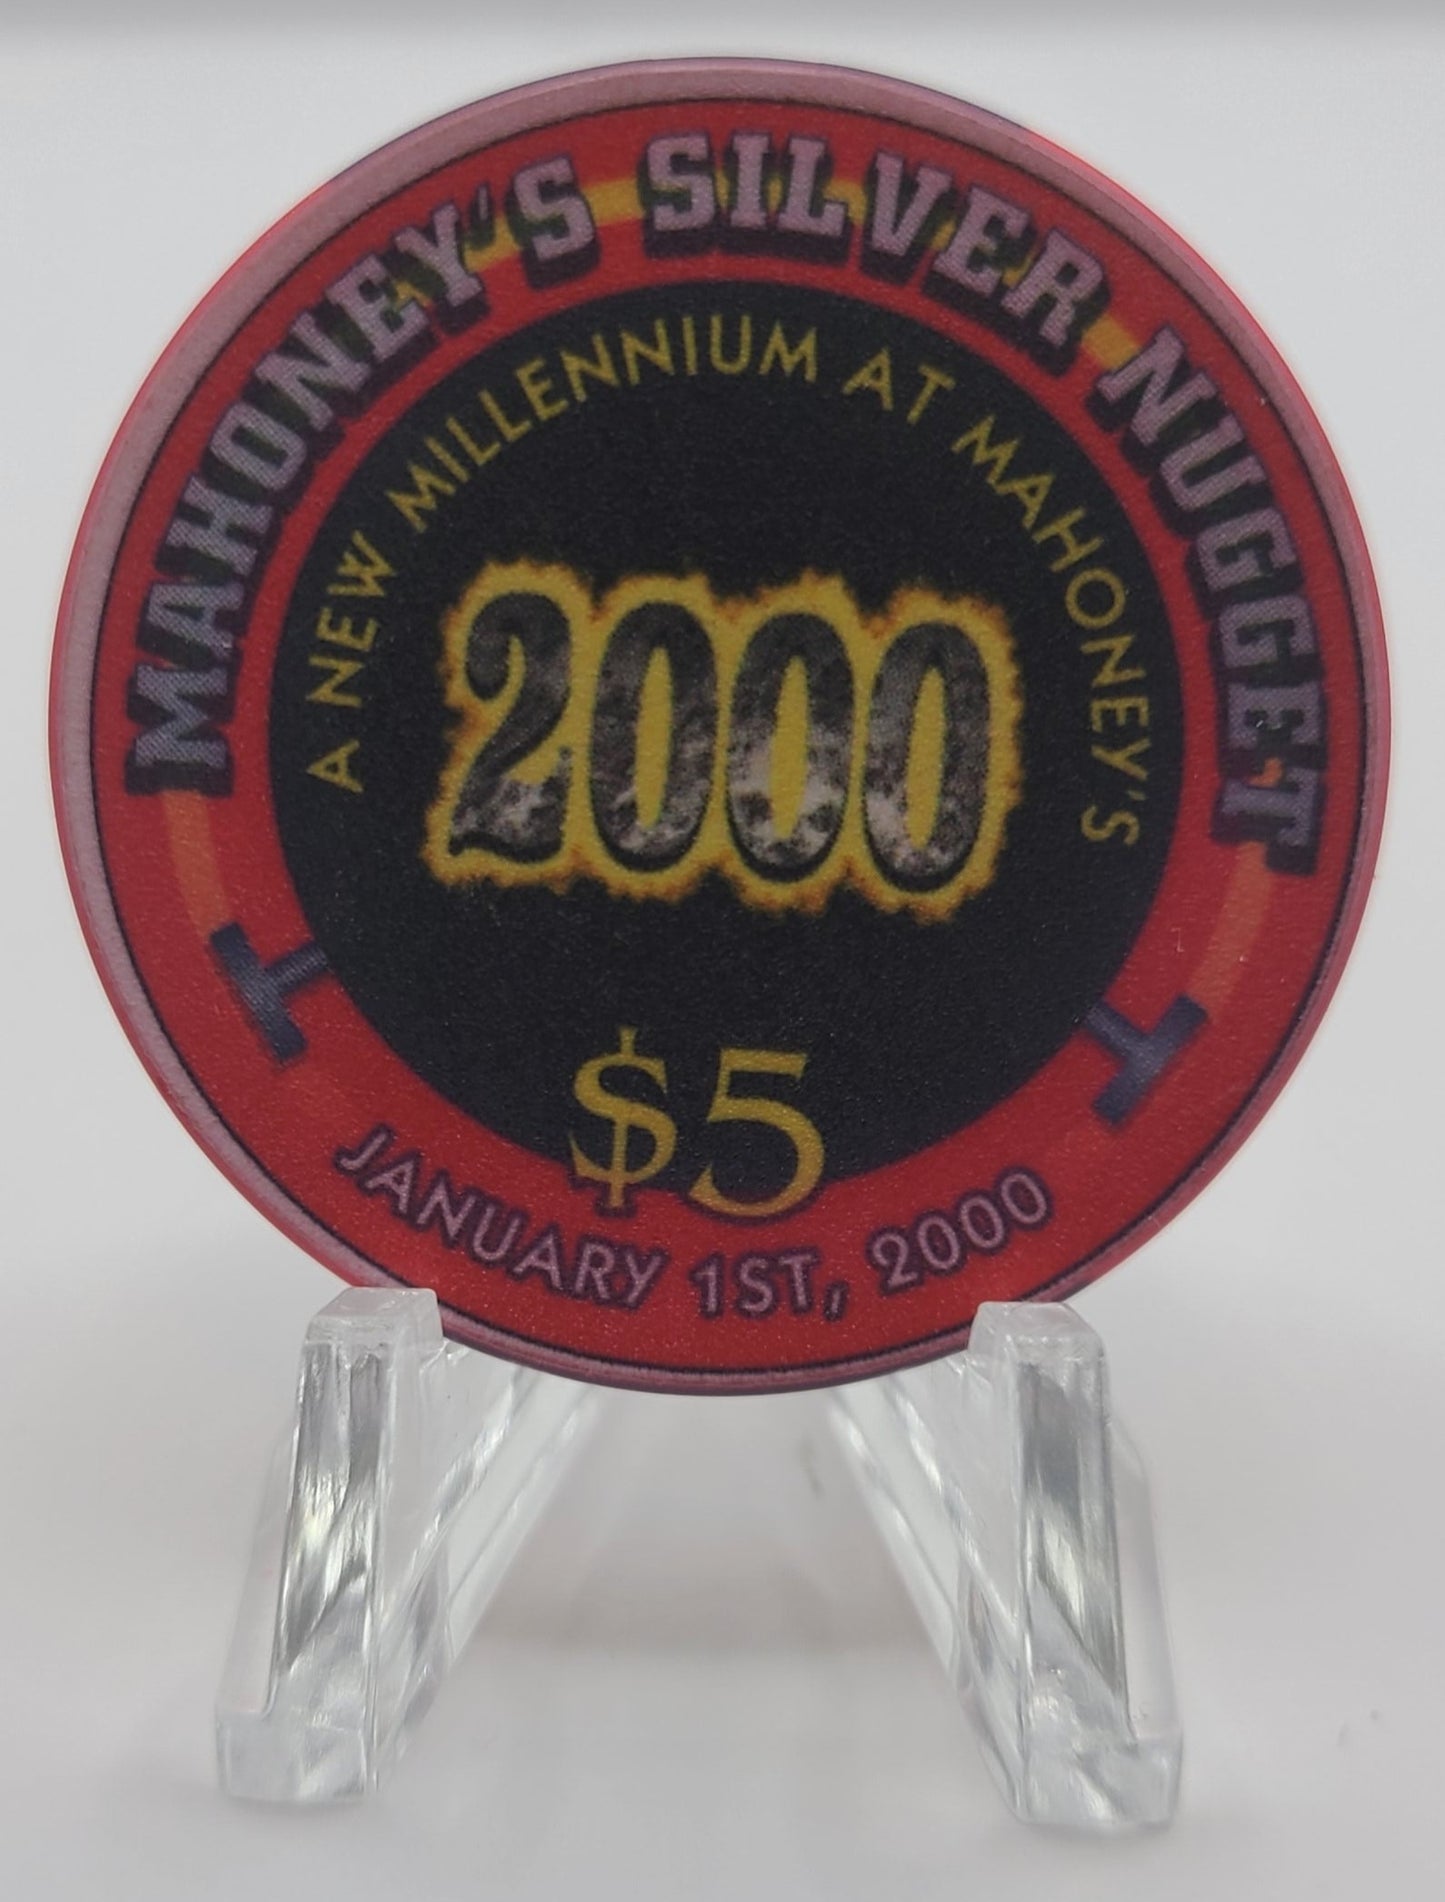 MAHONEY'S SILVER NUGGET
A NEW MILLENNIUM AT MAHONEY'S
2000
$5
JANUARY 1ST, 2000